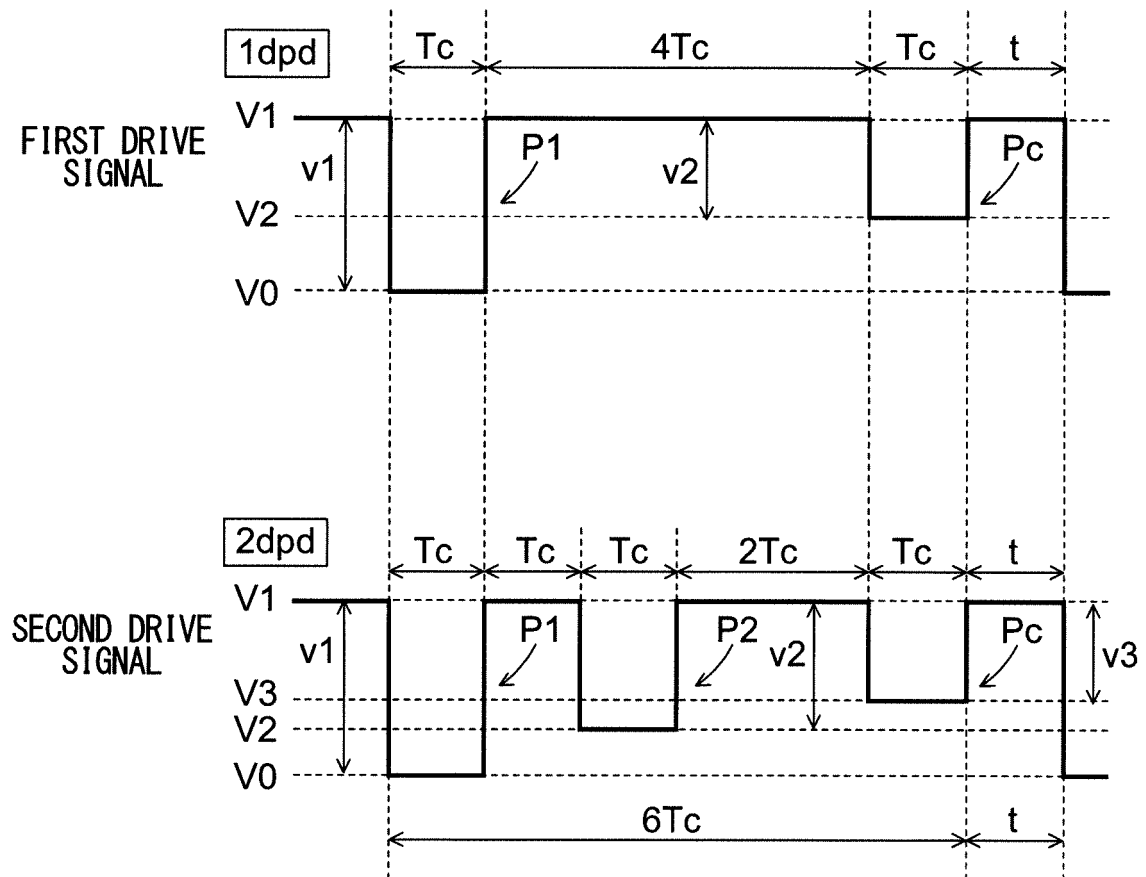 1dpd
Tc 4Tc Tc t
FIRST DRIVE
SIGNAL
V1
v1
P1
v2
Pc
V2
V0
2dpd
Tc Tc Tc 2Tc Tc t
SECOND DRIVE
SIGNAL
V1
v1
P1
P2
v2
Pc
v3
V3
V2
V0
6Tc t